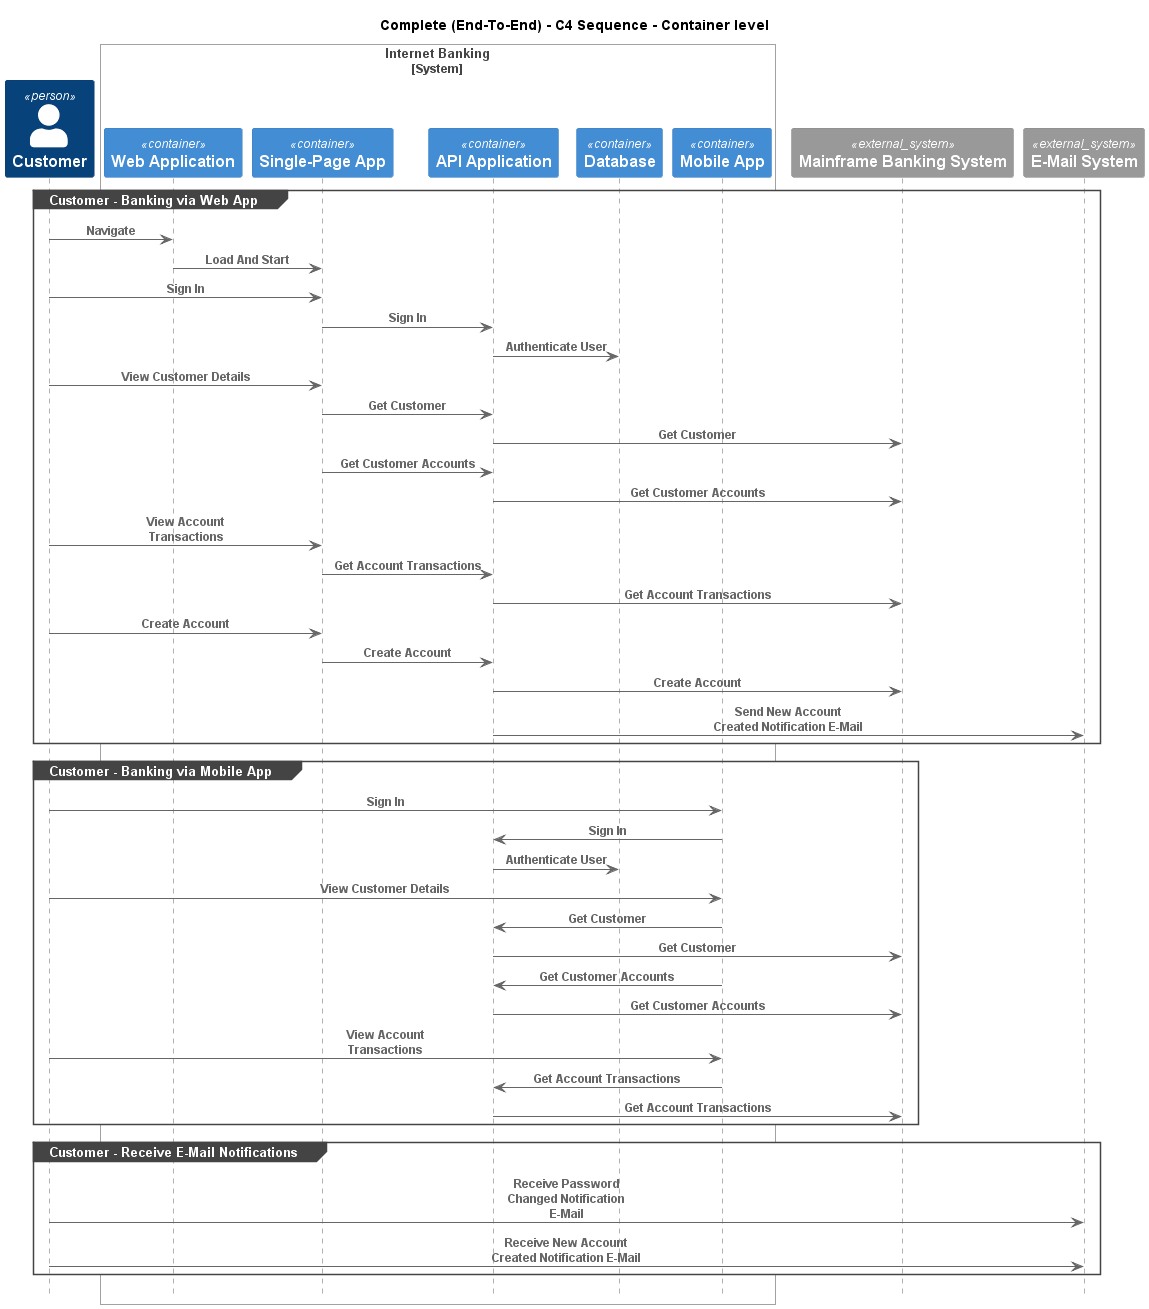 Complete (End-To-End) - C4 Sequence - Container level
Internet Banking
[System]
«person»
Customer
«container»
Web Application
«container»
Single-Page App
«container»
API Application
«container»
Database
«container»
Mobile App
«external_system»
Mainframe Banking System
«external_system»
E-Mail System
Customer - Banking via Web App
Navigate
Load And Start
Sign In
Sign In
Authenticate User
View Customer Details
Get Customer
Get Customer
Get Customer Accounts
Get Customer Accounts
View Account
Transactions
Get Account Transactions
Get Account Transactions
Create Account
Create Account
Create Account
Send New Account
Created Notification E-Mail
Customer - Banking via Mobile App
Sign In
Sign In
Authenticate User
View Customer Details
Get Customer
Get Customer
Get Customer Accounts
Get Customer Accounts
View Account
Transactions
Get Account Transactions
Get Account Transactions
Customer - Receive E-Mail Notifications
Receive Password
Changed Notification
E-Mail
Receive New Account
Created Notification E-Mail